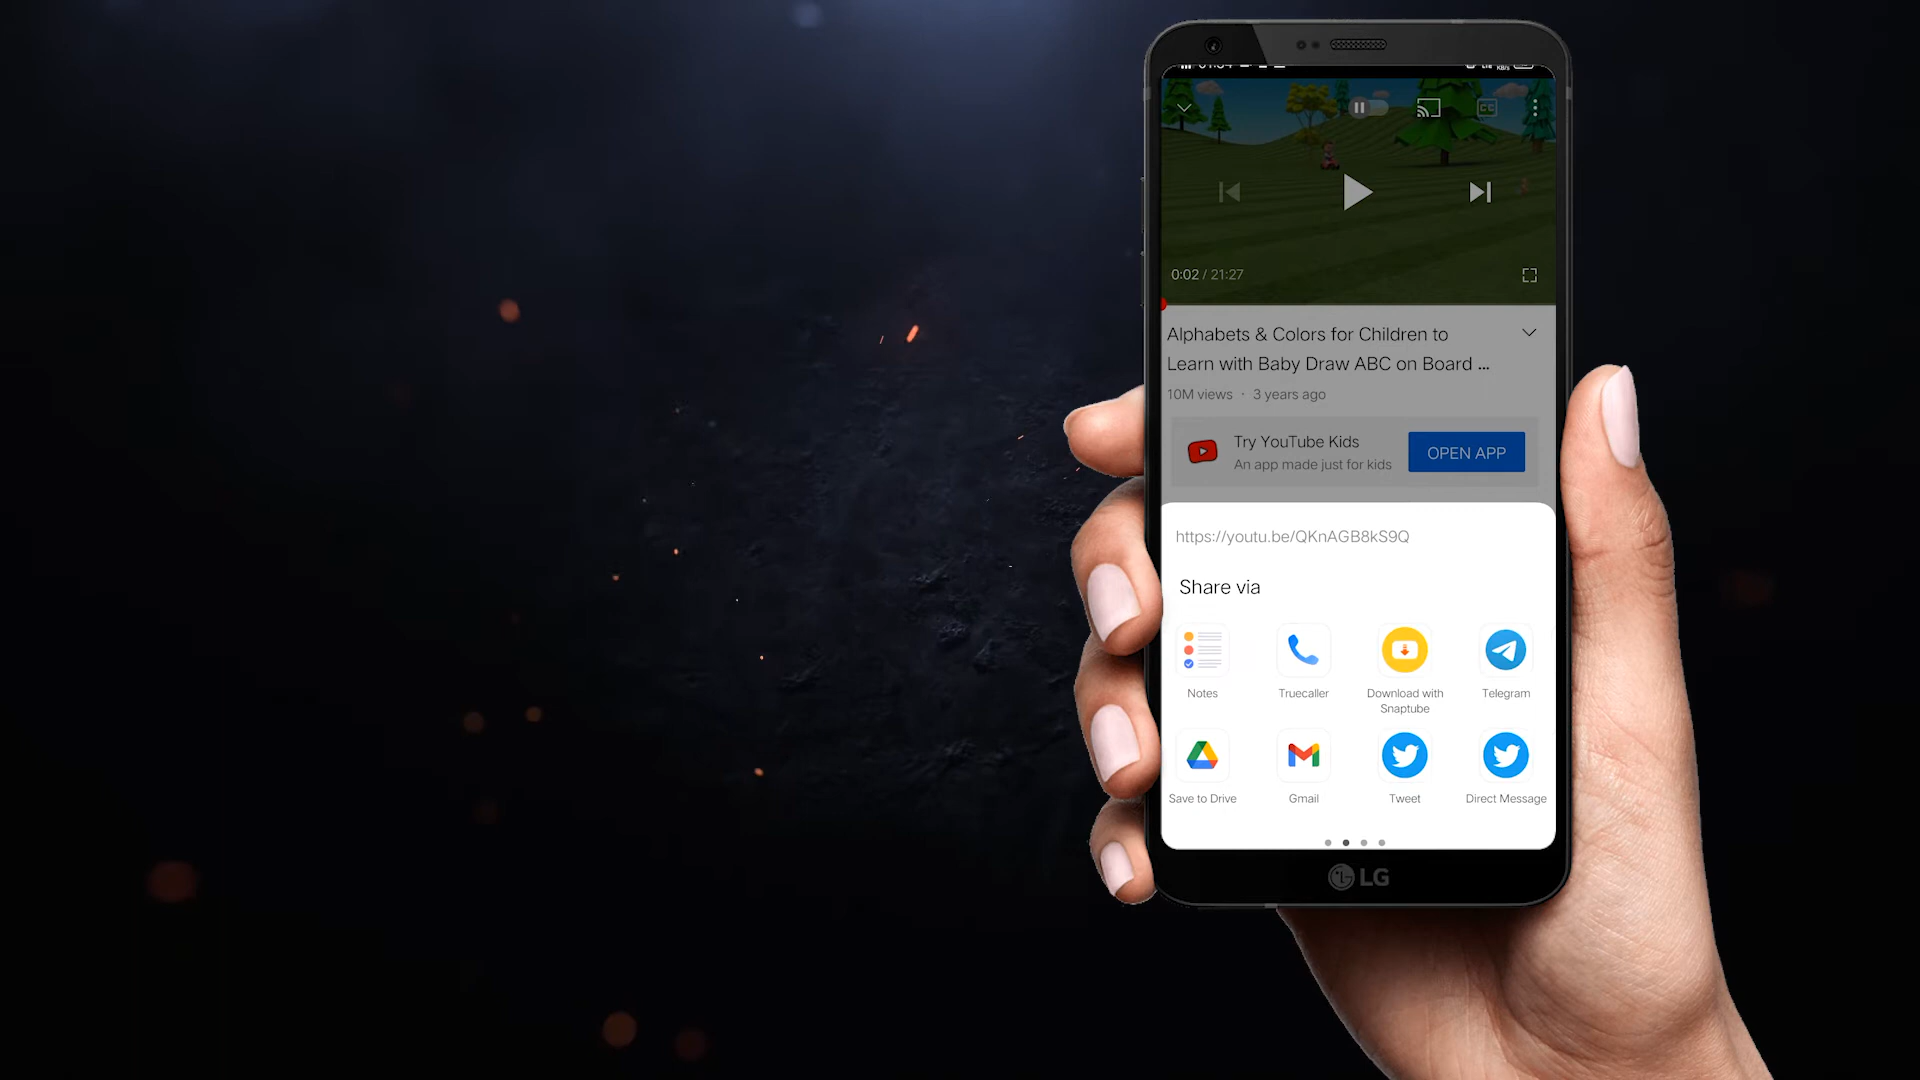 CC
0:02 / 21:27
Alphabets & Colors for Children to
Learn with Baby Draw ABC on Board ...
10M views · 3 years ago
Try YouTube Kids
An app made just for kids
OPEN APP
https://youtu.be/QKnAGB8kS9Q
Share via
Notes
Truecaller
Download with
Snaptube
Telegram
Save to Drive
Gmail
Tweet
Direct Message
LG